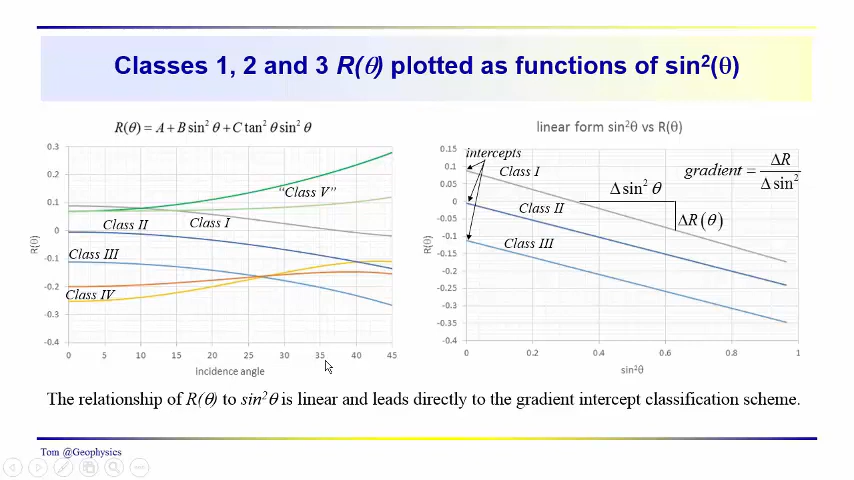 Classes 1, 2 and 3 R(θ) plotted as functions of sin²(θ)
R(θ) = A + B sin² θ + C tan² θ sin² θ
0.3
0.2
0.1
0
-0.1
-0.2
-0.3
-0.4
R(θ)
"Class V"
Class II
Class I
Class III
Class IV
0 5 10 15 20 25 30 35 40 45
incidence angle
linear form sin²θ vs R(θ)
0.15
0.1
0.05
0
-0.05
-0.1
-0.15
-0.2
-0.25
-0.3
-0.35
-0.4
R(θ)
intercepts
Class I
Class II
Class III
Δsin² θ
ΔR(θ)
gradient = ΔR / Δ sin²
0 0.2 0.4 0.6 0.8 1
sin²θ
The relationship of R(θ) to sin²θ is linear and leads directly to the gradient intercept classification scheme.
Tom @Geophysics